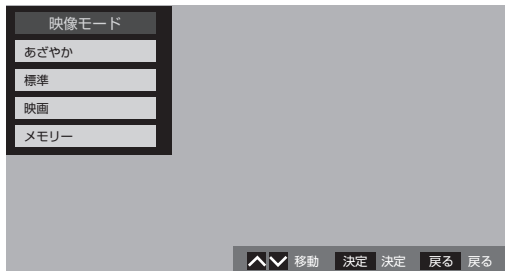 映像モード
あざやか
標準
映画
メモリー
移動 決定 決定 戻る 戻る